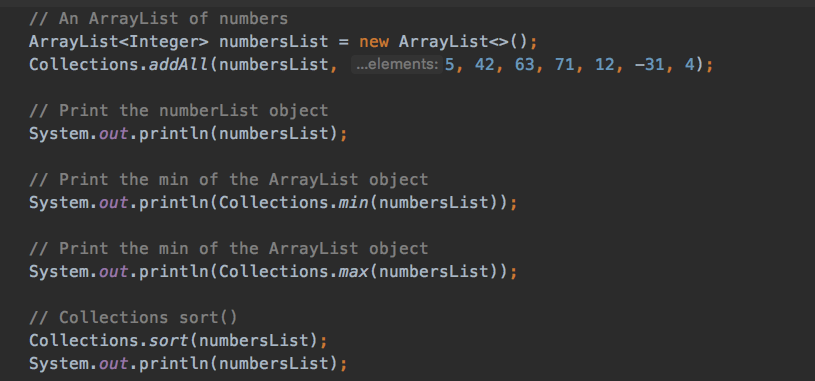 // An ArrayList of numbers
ArrayList<Integer> numbersList = new ArrayList<>();
Collections.addAll(numbersList, ...elements: 5, 42, 63, 71, 12, -31, 4);
// Print the numberList object
System.out.println(numbersList);
// Print the min of the ArrayList object
System.out.println(Collections.min(numbersList));
// Print the min of the ArrayList object
System.out.println(Collections.max(numbersList));
// Collections sort()
Collections.sort(numbersList);
System.out.println(numbersList);